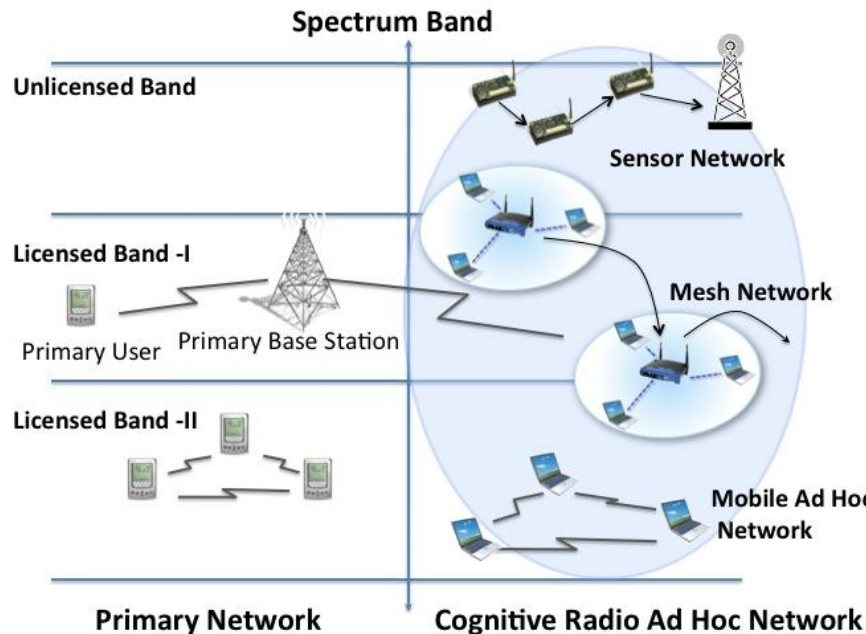 Spectrum Band
Unlicensed Band
Sensor Network
Licensed Band -I
Mesh Network
Primary User
Primary Base Station
Licensed Band -II
Mobile Ad Hoc
Network
Primary Network
Cognitive Radio Ad Hoc Network